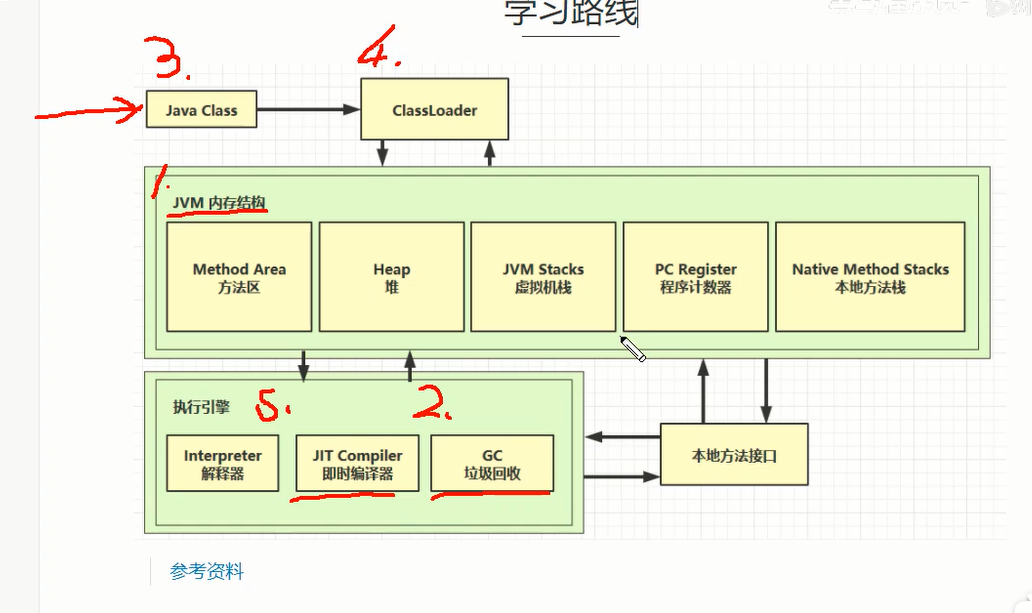 学习路线
3.
4.
Java Class
ClassLoader
1.
JVM 内存结构
Method Area
方法区
Heap
堆
JVM Stacks
虚拟机栈
PC Register
程序计数器
Native Method Stacks
本地方法栈
执行引擎
5.
2.
Interpreter
解释器
JIT Compiler
即时编译器
GC
垃圾回收
本地方法接口
参考资料